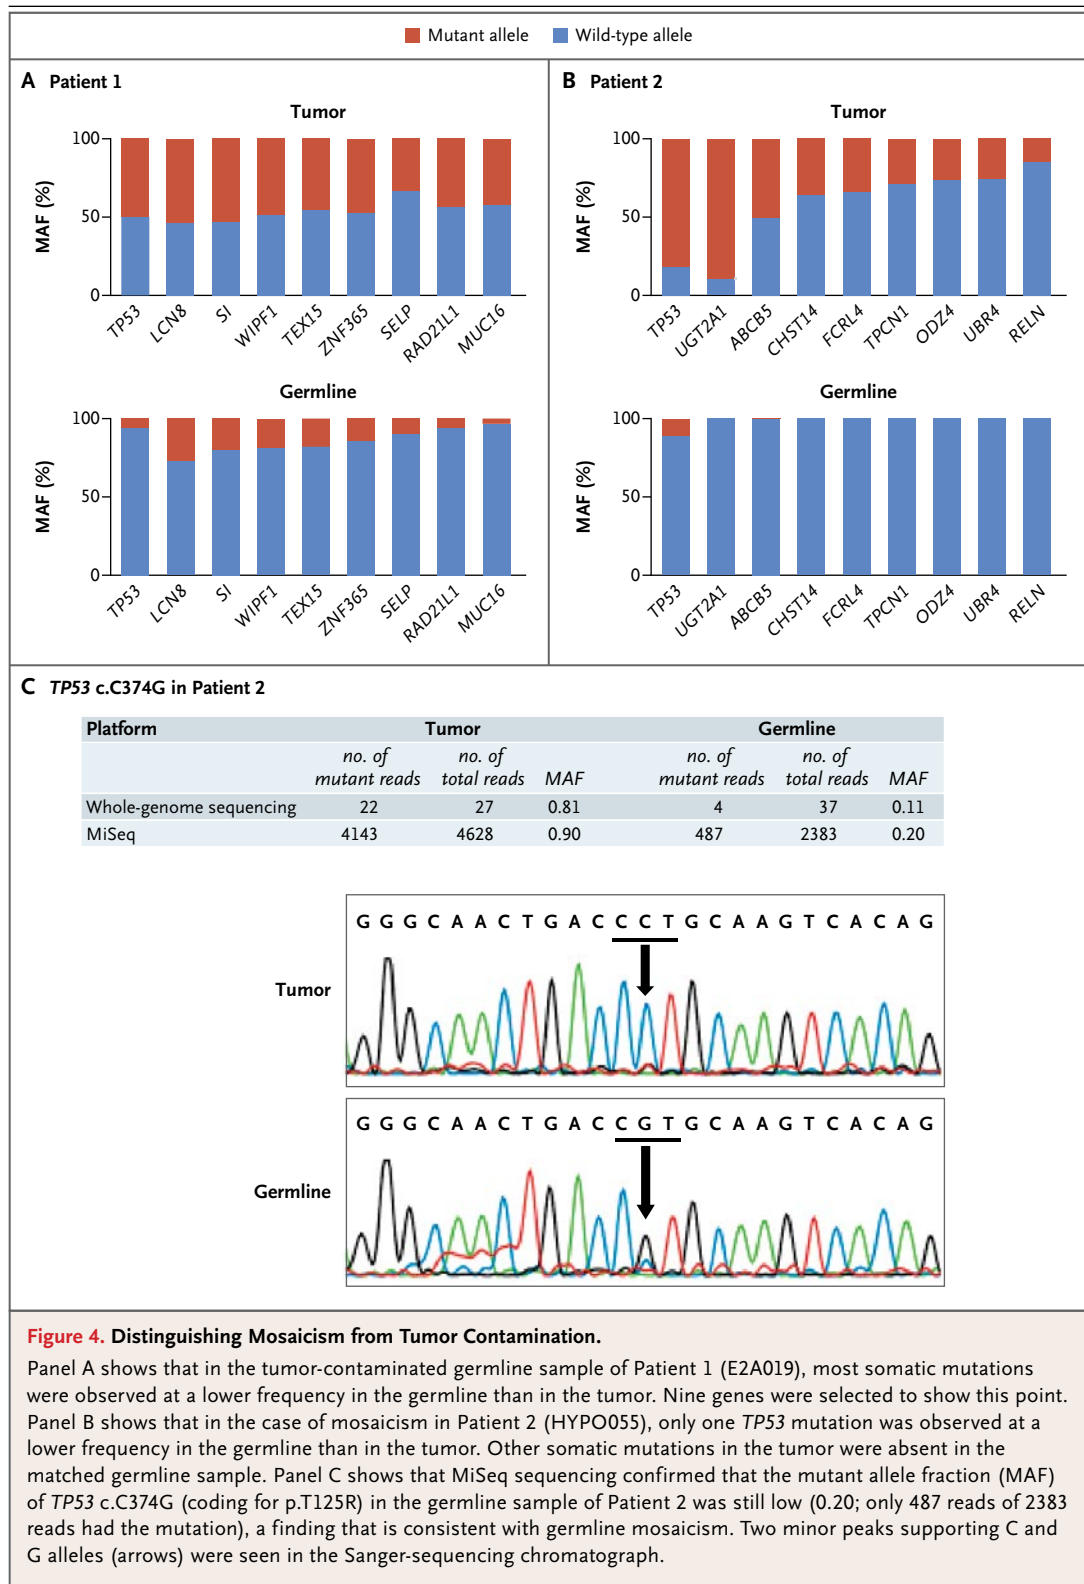 Mutant allele Wild-type allele
A Patient 1
Tumor
MAF (%)
100
50
0
TP53 LCN8 SI WIPF1 TEX15 ZNF365 SELP RAD21L1 MUC16
Germline
MAF (%)
100
50
0
TP53 LCN8 SI WIPF1 TEX15 ZNF365 SELP RAD21L1 MUC16
B Patient 2
Tumor
MAF (%)
100
50
0
TP53 UGT2A1 ABCB5 CHST14 FCRL4 TPCN1 ODZ4 UBR4 RELN
Germline
MAF (%)
100
50
0
TP53 UGT2A1 ABCB5 CHST14 FCRL4 TPCN1 ODZ4 UBR4 RELN
C TP53 c.C374G in Patient 2
Platform Tumor Germline
no. of no. of no. of no. of
mutant reads total reads MAF mutant reads total reads MAF
Whole-genome sequencing 22 27 0.81 4 37 0.11
MiSeq 4143 4628 0.90 487 2383 0.20
G G G C A A C T G A C C C T G C A A G T C A C A G
Tumor
G G G C A A C T G A C C G T G C A A G T C A C A G
Germline
Figure 4. Distinguishing Mosaicism from Tumor Contamination.
Panel A shows that in the tumor-contaminated germline sample of Patient 1 (E2A019), most somatic mutations
were observed at a lower frequency in the germline than in the tumor. Nine genes were selected to show this point.
Panel B shows that in the case of mosaicism in Patient 2 (HYPO055), only one TP53 mutation was observed at a
lower frequency in the germline than in the tumor. Other somatic mutations in the tumor were absent in the
matched germline sample. Panel C shows that MiSeq sequencing confirmed that the mutant allele fraction (MAF)
of TP53 c.C374G (coding for p.T125R) in the germline sample of Patient 2 was still low (0.20; only 487 reads of 2383
reads had the mutation), a finding that is consistent with germline mosaicism. Two minor peaks supporting C and
G alleles (arrows) were seen in the Sanger-sequencing chromatograph.